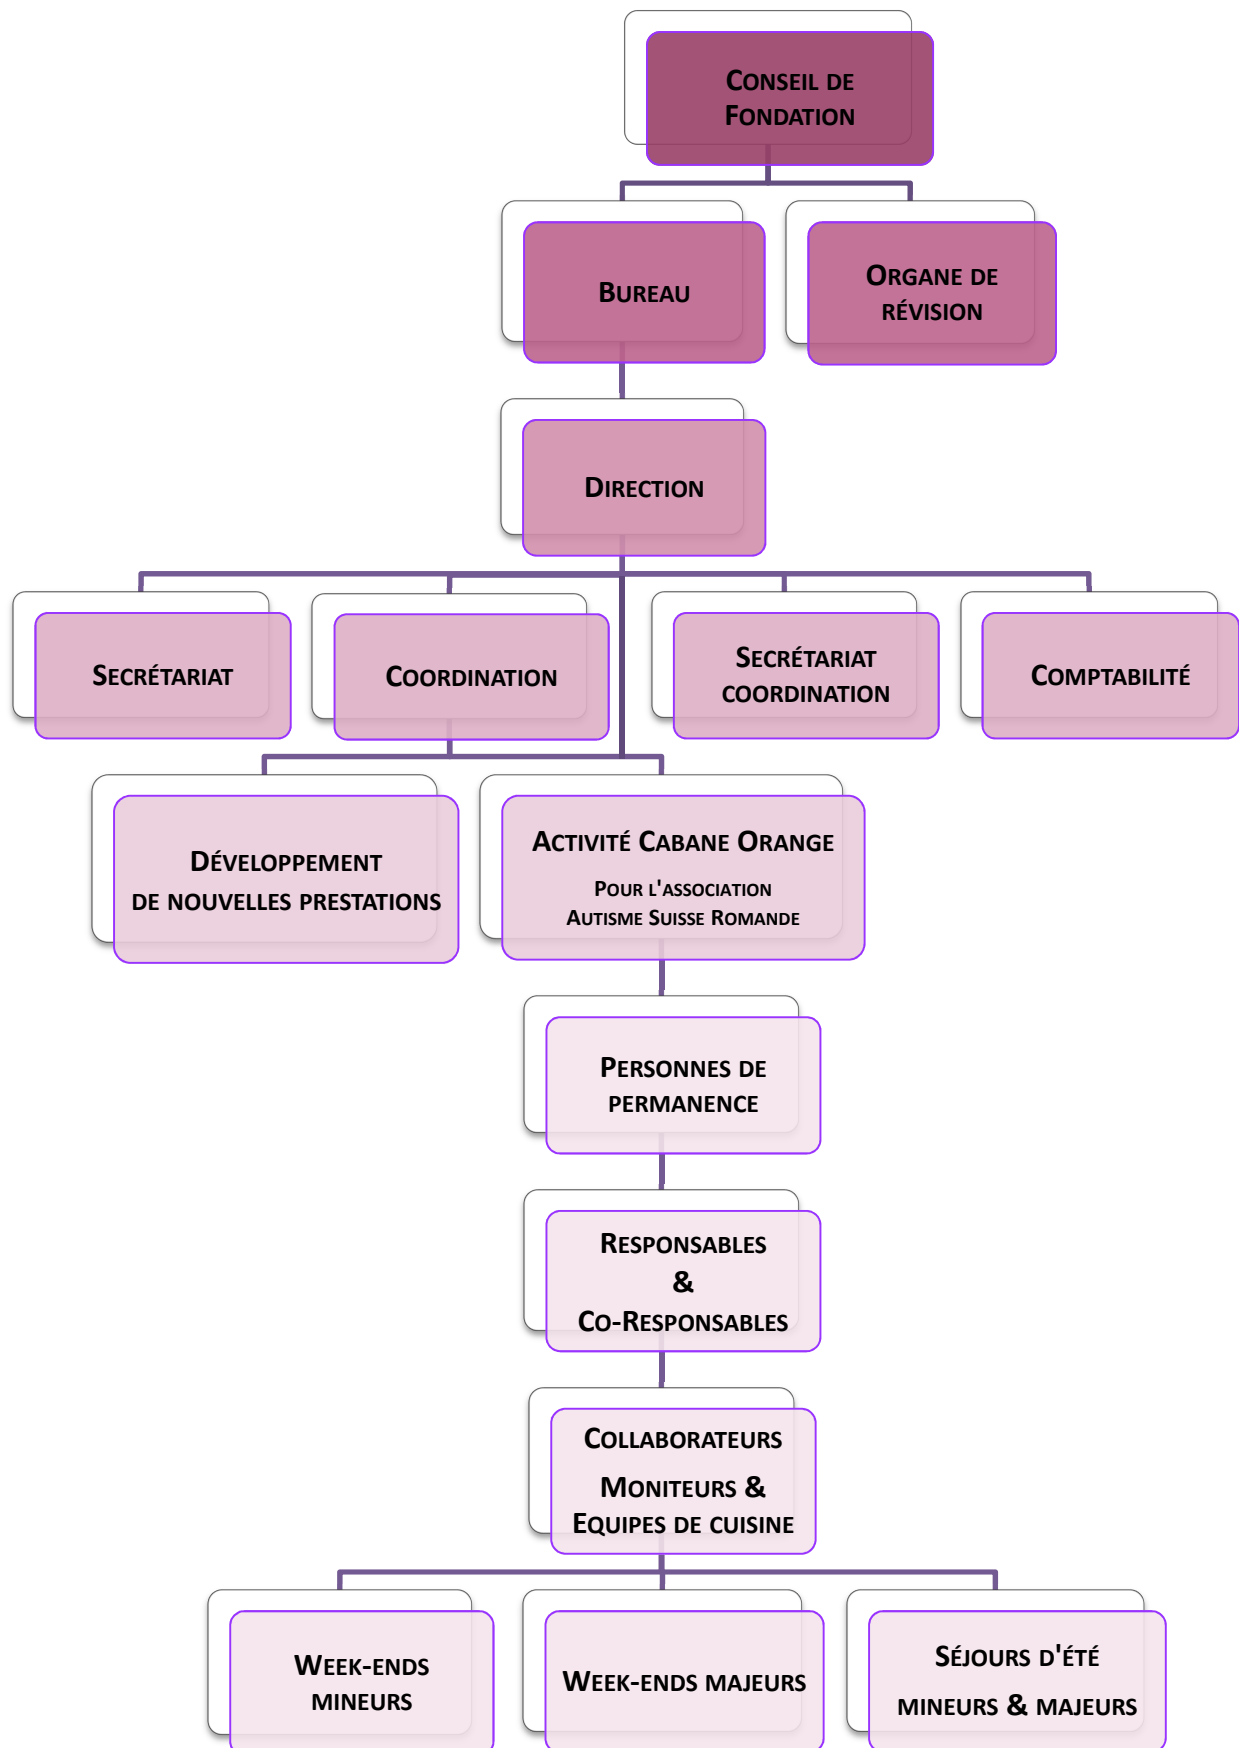 Conseil de
Fondation
Bureau
Organe de
révision
Direction
Secrétariat
Coordination
Secrétariat
coordination
Comptabilité
Développement
de nouvelles prestations
Activité Cabane Orange
Pour l'association
Autisme Suisse Romande
Personnes de
permanence
Responsables
&
Co-Responsables
Collaborateurs
Moniteurs &
Equipes de cuisine
Week-ends
mineurs
Week-ends majeurs
Séjours d'été
mineurs & majeurs